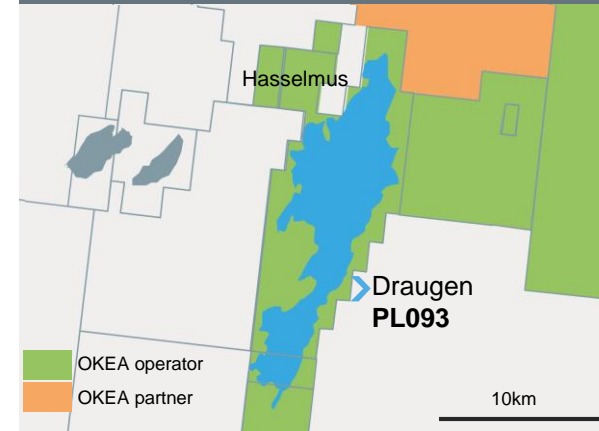 Hasselmus
Draugen
PL093
OKEA operator
OKEA partner
10km